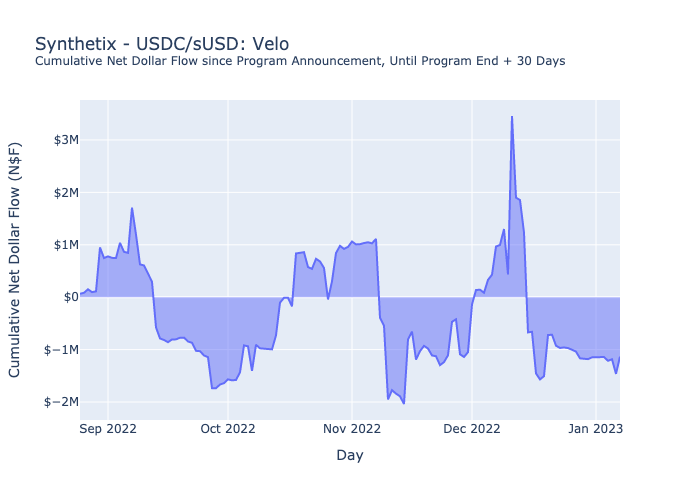 Synthetix - USDC/sUSD: Velo
Cumulative Net Dollar Flow since Program Announcement, Until Program End + 30 Days
Cumulative Net Dollar Flow (N$F)
$3M
$2M
$1M
$0
$−1M
$−2M
Sep 2022 Oct 2022 Nov 2022 Dec 2022 Jan 2023
Day